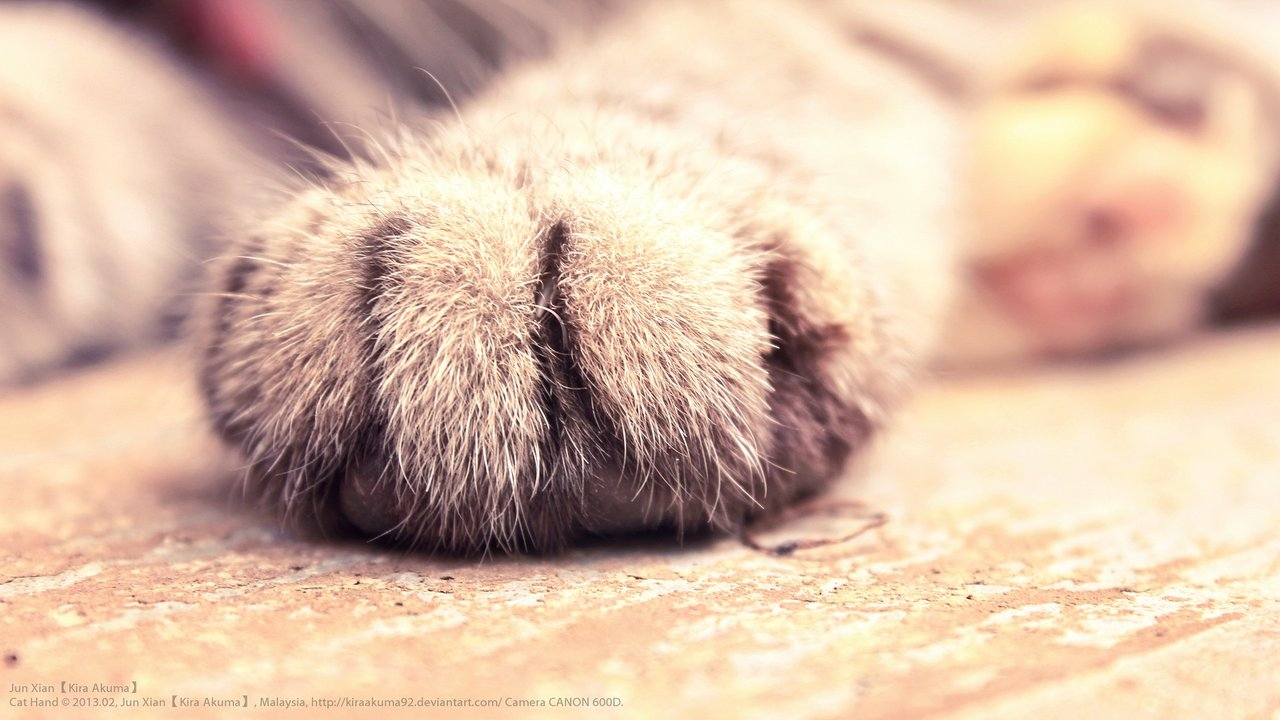 Jun Xian【Kira Akuma】
Cat Hand © 2013.02, Jun Xian【Kira Akuma】, Malaysia, http://kiraakuma92.deviantart.com/ Camera CANON 600D.